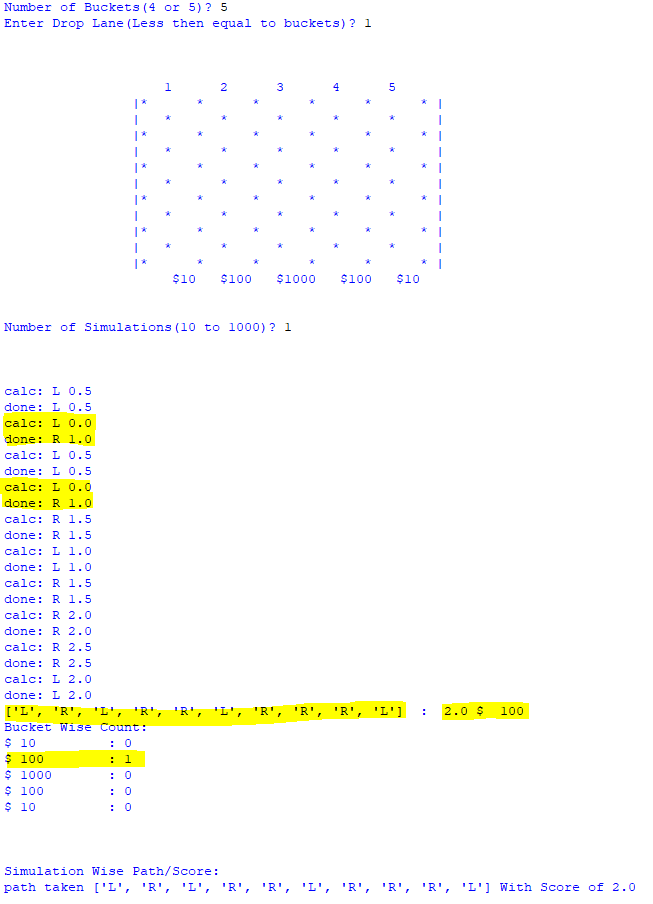 Number of Buckets(4 or 5)? 5
Enter Drop Lane(Less then equal to buckets)? 1
1 2 3 4 5
|* * * * * * |
| * * * * * |
|* * * * * * |
| * * * * * |
|* * * * * * |
| * * * * * |
|* * * * * * |
| * * * * * |
|* * * * * * |
| * * * * * |
|* * * * * * |
$10 $100 $1000 $100 $10
Number of Simulations(10 to 1000)? 1
calc: L 0.5
done: L 0.5
calc: L 0.0
done: R 1.0
calc: L 0.5
done: L 0.5
calc: L 0.0
done: R 1.0
calc: R 1.5
done: R 1.5
calc: L 1.0
done: L 1.0
calc: R 1.5
done: R 1.5
calc: R 2.0
done: R 2.0
calc: R 2.5
done: R 2.5
calc: L 2.0
done: L 2.0
['L', 'R', 'L', 'R', 'R', 'L', 'R', 'R', 'R', 'L'] : 2.0 $ 100
Bucket Wise Count:
$ 10 : 0
$ 100 : 1
$ 1000 : 0
$ 100 : 0
$ 10 : 0
Simulation Wise Path/Score:
path taken ['L', 'R', 'L', 'R', 'R', 'L', 'R', 'R', 'R', 'L'] With Score of 2.0